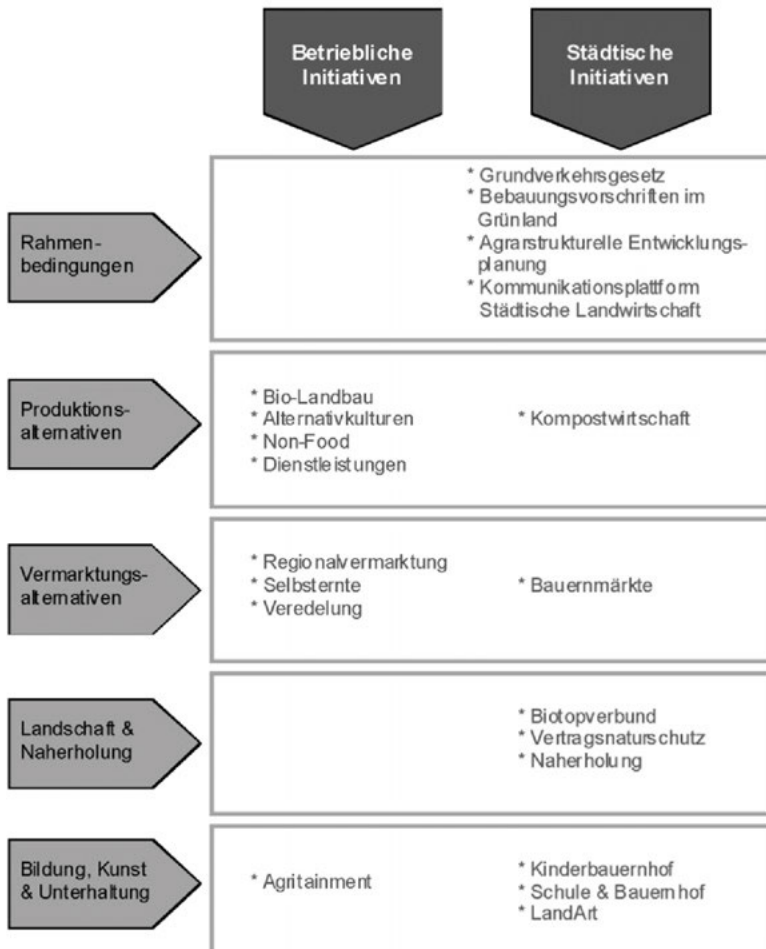 Betriebliche
Initiativen
Städtische
Initiativen
Rahmen-
bedingungen
* Grundverkehrsgesetz
* Bebauungsvorschriften im
Grünland
* Agrarstrukturelle Entwicklungs-
planung
* Kommunikationsplattform
Städtische Landwirtschaft
Produktions-
alternativen
* Bio-Landbau
* Alternativkulturen
* Non-Food
* Dienstleistungen
* Kompostwirtschaft
Vermarktungs-
alternativen
* Regionalvermarktung
* Selbsternte
* Veredelung
* Bauernmärkte
Landschaft &
Naherholung
* Biotopverbund
* Vertragsnaturschutz
* Naherholung
Bildung, Kunst
& Unterhaltung
* Agritainment
* Kinderbauernhof
* Schule & Bauernhof
* LandArt